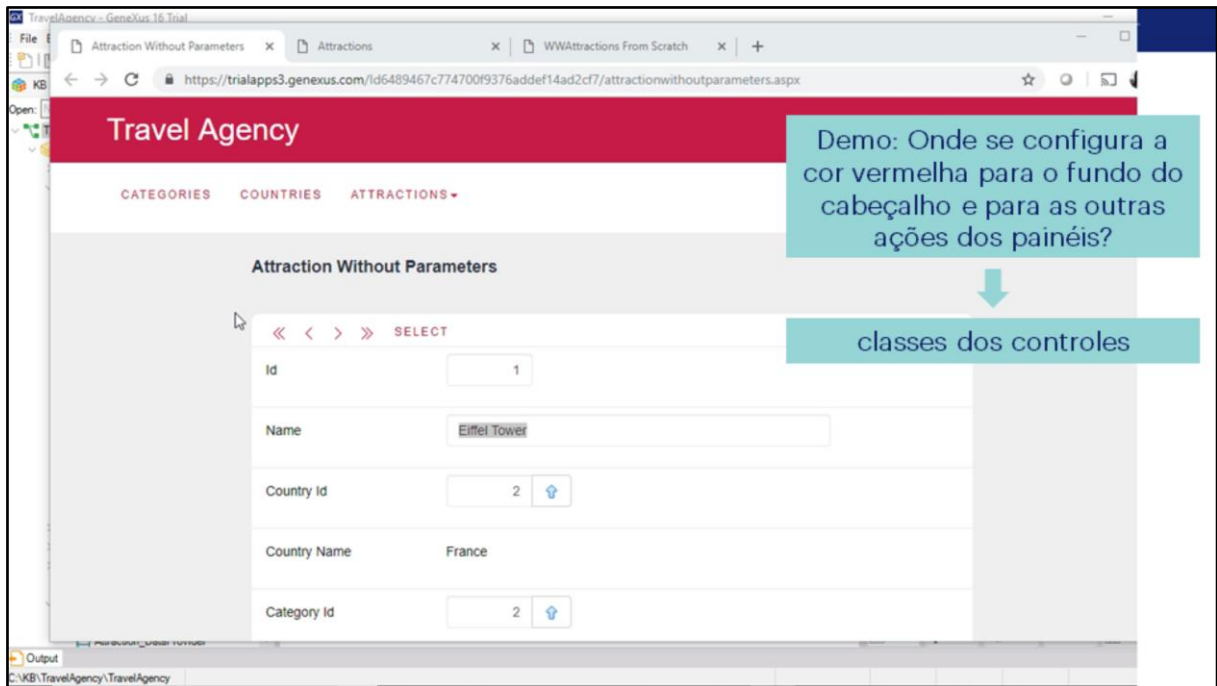 TravelAgency - GeneXus 16 Trial
File
Attraction Without Parameters
Attractions
WWAttractions From Scratch
KB
https://trialapps3.genexus.com/Id6489467c774700f9376addef14ad2cf7/attractionwithoutparameters.aspx
Open:
Travel Agency
Demo: Onde se configura a
cor vermelha para o fundo do
cabeçalho e para as outras
ações dos painéis?
CATEGORIES COUNTRIES ATTRACTIONS
Attraction Without Parameters
classes dos controles
SELECT
Id 1
Name Eiffel Tower
Country Id 2
Country Name France
Category Id 2
Attraction_DataProvider
Output
C:\KB\TravelAgency\TravelAgency